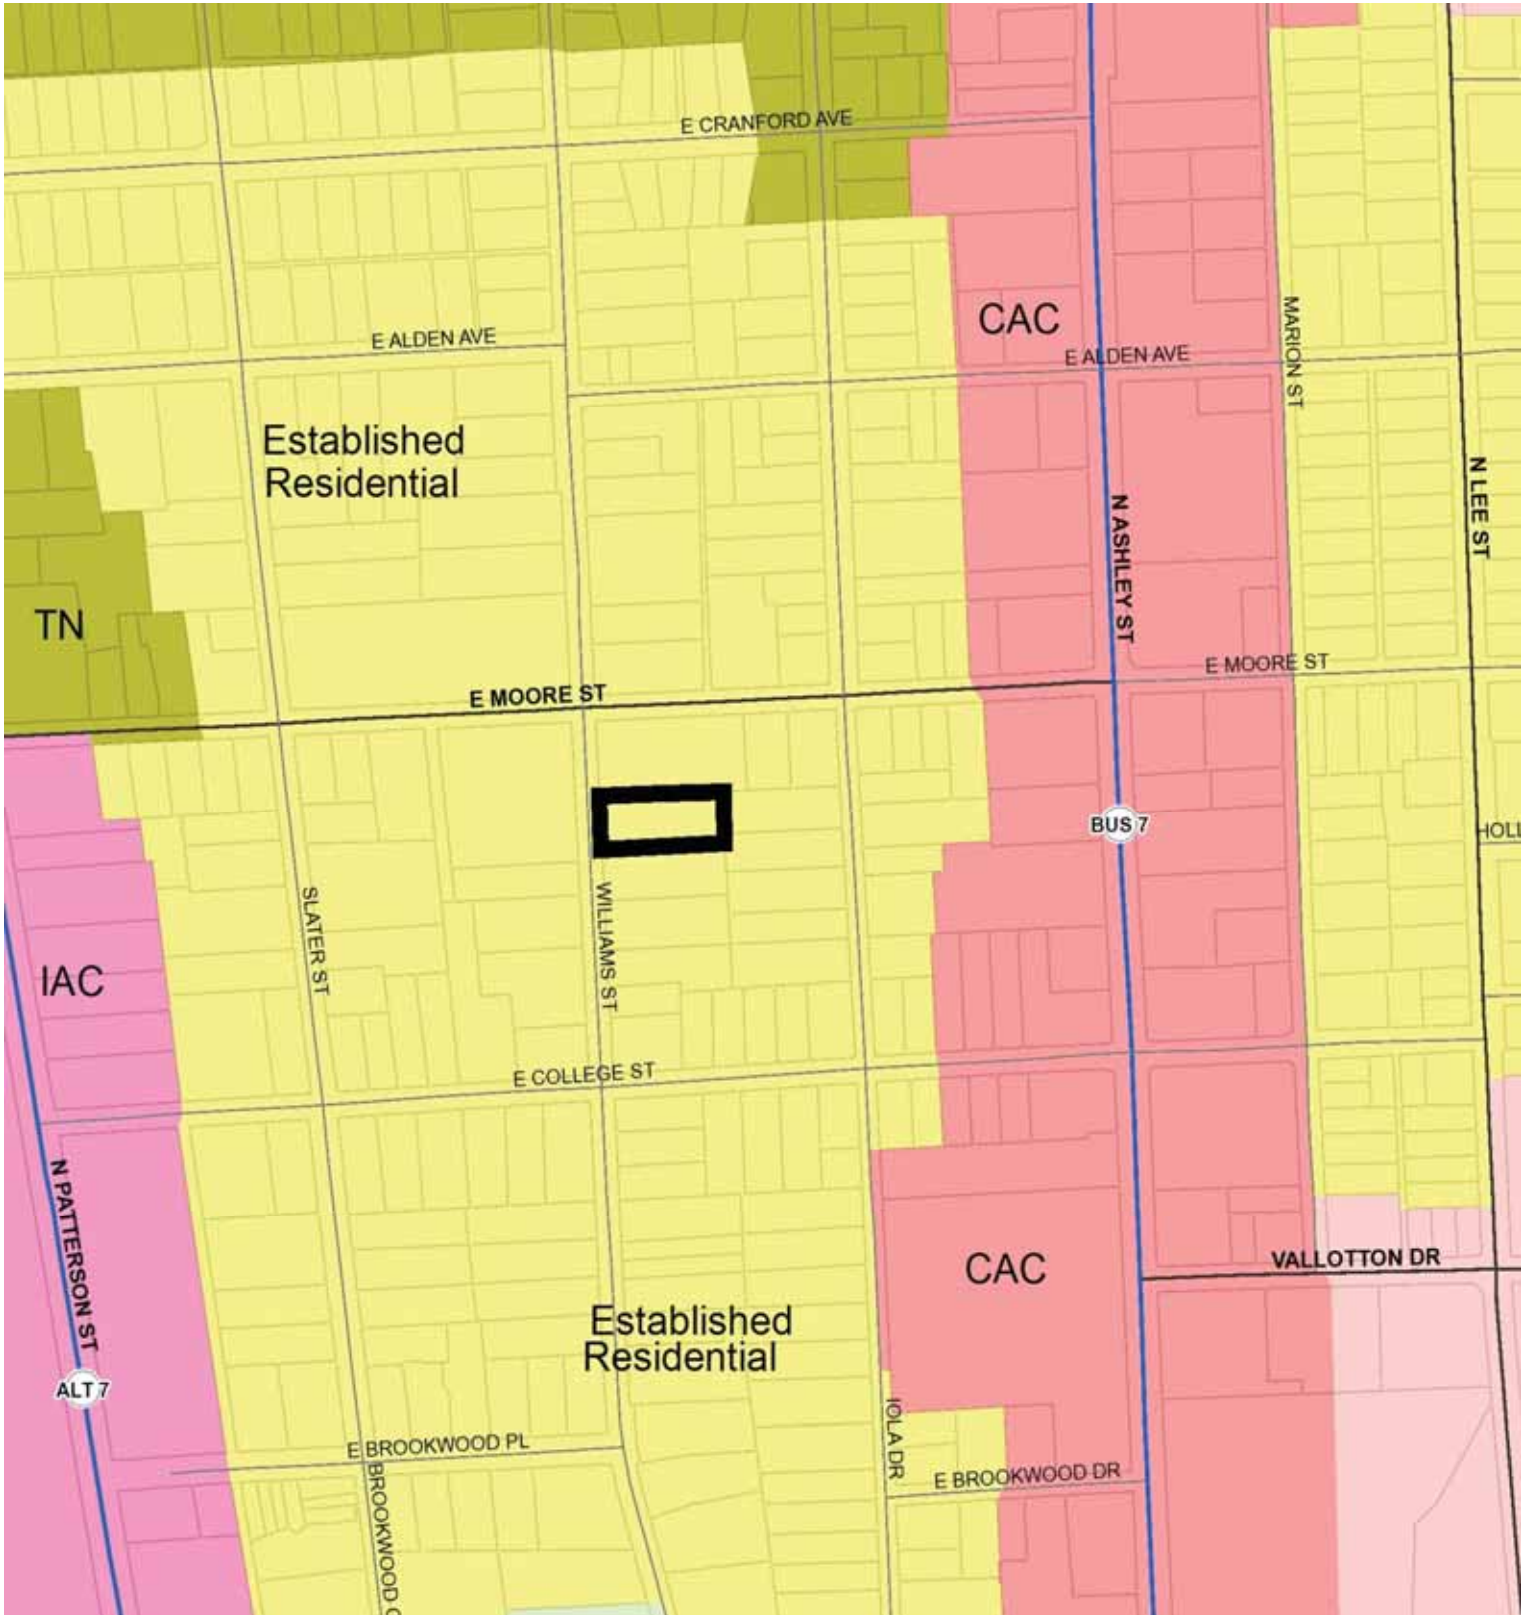 E CRANFORD AVE
CAC
MARION ST
E ALDEN AVE
E ALDEN AVE
Established
Residential
N LEE ST
N ASHLEY ST
TN
E MOORE ST
E MOORE ST
BUS 7
HOLL
SLATER ST
WILLIAMS ST
IAC
E COLLEGE ST
N PATTERSON ST
CAC
VALLOTTON DR
Established
Residential
ALT 7
IOLA DR
E BROOKWOOD PL
E BROOKWOOD DR
BROOKWOOD C